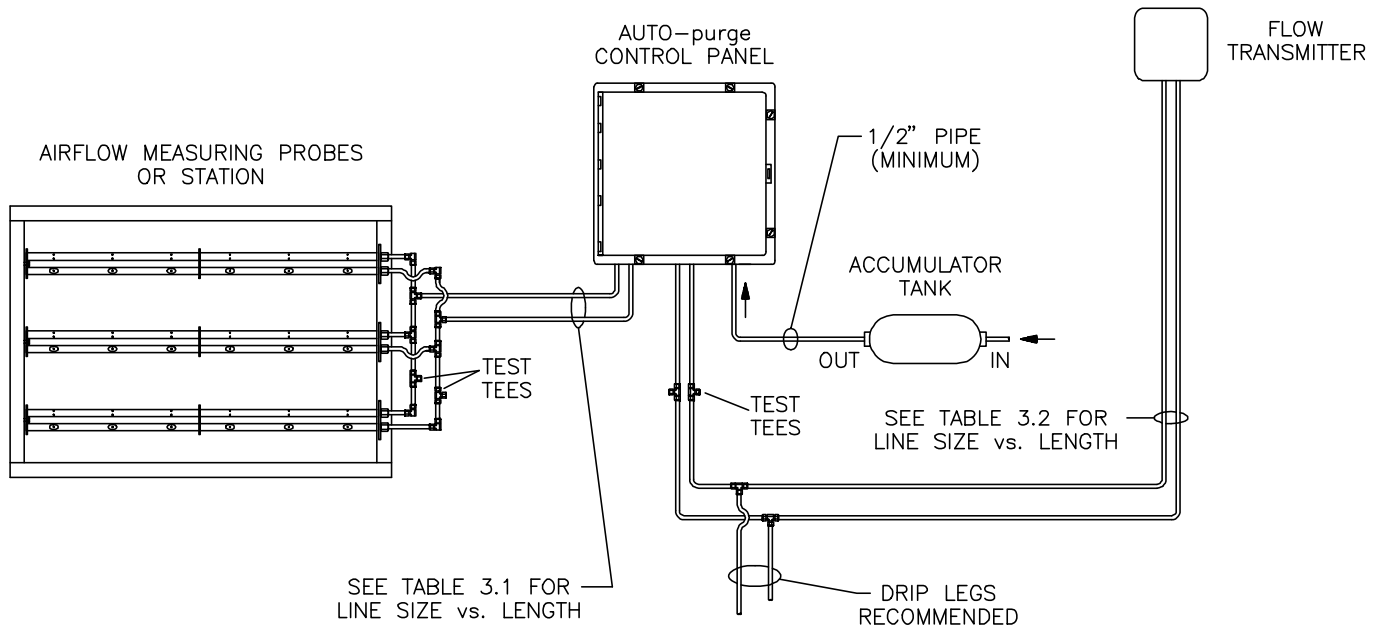 AUTO-purge
CONTROL PANEL
FLOW
TRANSMITTER
AIRFLOW MEASURING PROBES
OR STATION
1/2" PIPE
(MINIMUM)
ACCUMULATOR
TANK
OUT
IN
TEST
TEES
TEST
TEES
SEE TABLE 3.2 FOR
LINE SIZE vs. LENGTH
SEE TABLE 3.1 FOR
LINE SIZE vs. LENGTH
DRIP LEGS
RECOMMENDED